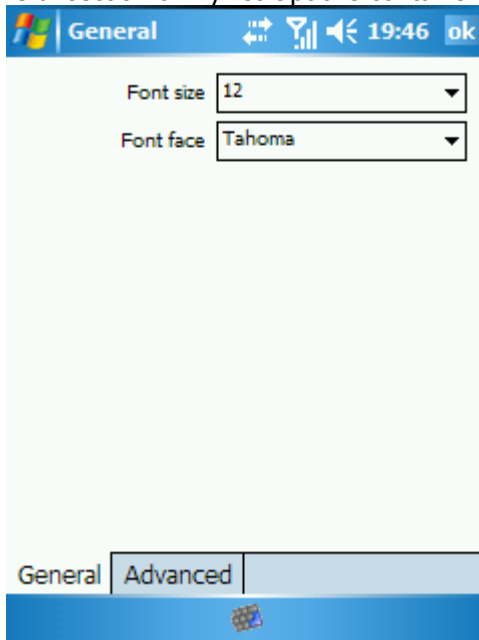 General 19:46 ok
Font size 12
Font face Tahoma
General Advanced